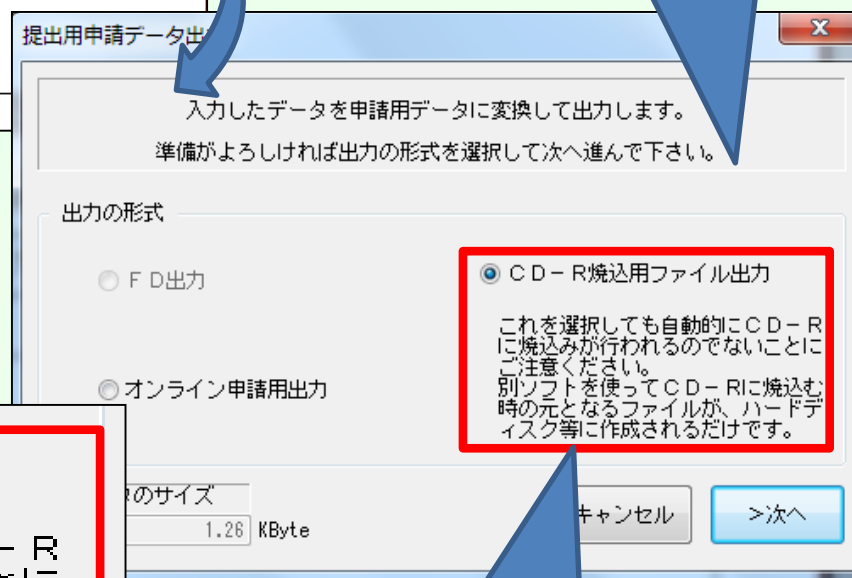 提出用申請データ出
入力したデータを申請用データに変換して出力します。
準備がよろしければ出力の形式を選択して次へ進んで下さい。
出力の形式
ＦＤ出力
ＣＤ－Ｒ焼込用ファイル出力
これを選択しても自動的にＣＤ－Ｒ
に焼込みが行われるのでないことに
ご注意ください。
別ソフトを使ってＣＤ－Ｒに焼込む
時の元となるファイルが、ハードデ
ィスク等に作成されるだけです。
オンライン申請用出力
のサイズ
1.26 KByte
キャンセル
>次へ
－Ｒ